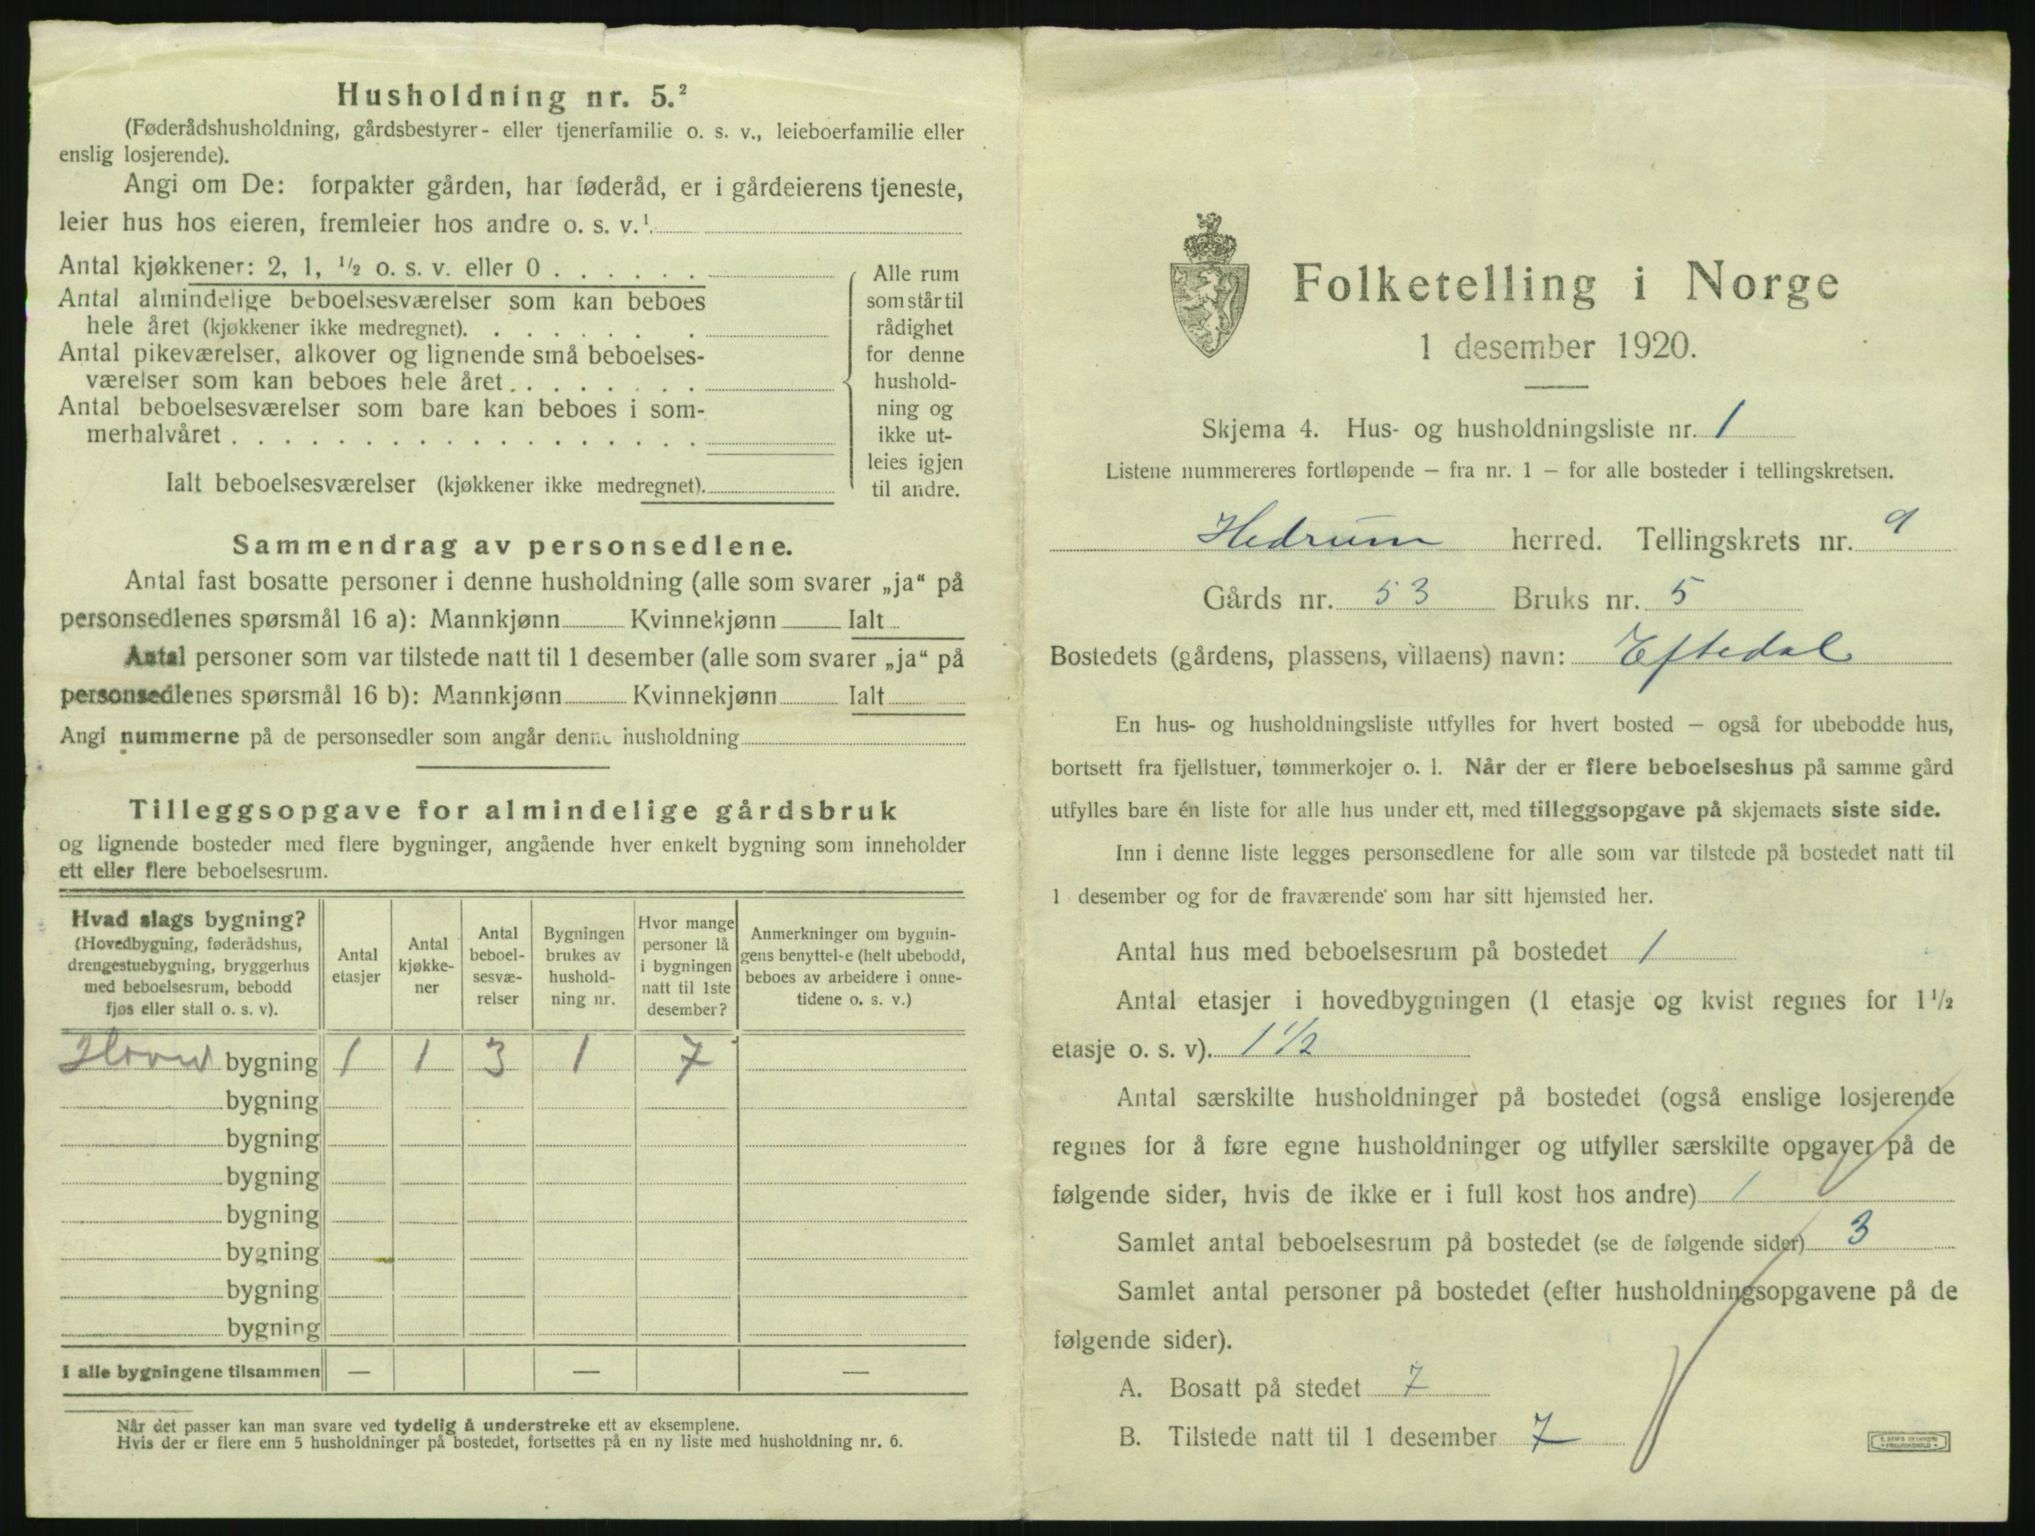 Husholdning nr. 5.²
(Føderådshusholdning, gårdsbestyrer- eller tjenerfamilie o. s. v., leieboerfamilie eller
enslig losjerende).
Angi om De: forpakter gården, har føderåd, er i gårdeierens tjeneste,
leier hus hos eieren, fremleier hos andre o. s. v.¹
Antal kjøkkener: 2, 1, ½ o. s. v. eller 0 . . . . . .
Antal almindelige beboelsesværelser som kan beboes
hele året (kjøkkener ikke medregnet). . . . . . . . .
Antal pikeværelser, alkover og lignende små beboelses-
værelser som kan beboes hele året . . . . . . .
Antal beboelsesværelser som bare kan beboes i som-
merhalvåret . . . . . . . . . . . . . . . . . .
Ialt beboelsesværelser (kjøkkener ikke medregnet).
Alle rum
som står til
rådighet
for denne
hushold-
ning og
ikke ut-
leies igjen
til andre.
Sammendrag av personsedlene.
Antal fast bosatte personer i denne husholdning (alle som svarer „ja“ på
personsedlenes spørsmål 16 a): Mannkjønn Kvinnekjønn Ialt
Antal personer som var tilstede natt til 1 desember (alle som svarer „ja“ på
personsedlenes spørsmål 16 b): Mannkjønn Kvinnekjønn Ialt
Angi nummerne på de personsedler som angår denne husholdning
Tilleggsopgave for almindelige gårdsbruk
og lignende bosteder med flere bygninger, angående hver enkelt bygning som inneholder
ett eller flere beboelsesrum.
Hvad slags bygning?
(Hovedbygning, føderådshus,
drengestuebygning, bryggerhus
med beboelsesrum, bebodd
fjøs eller stall o. s. v).
Antal
etasjer
Antal
kjøkke-
ner
Antal
beboel-
sesvæ-
relser
Bygningen
brukes av
hushold-
ning nr.
Hvor mange
personer lå
i bygningen
natt til 1ste
desember?
Anmerkninger om bygnin-
gens benyttelse (helt ubebodd,
beboes av arbeidere i onne-
tidene o. s. v.)
Hoved bygning 1 1 3 1 7
bygning
bygning
bygning
bygning
bygning
bygning
bygning
I alle bygningene tilsammen — — —
Når det passer kan man svare ved tydelig å understreke ett av eksemplene.
Hvis der er flere enn 5 husholdninger på bostedet, fortsettes på en ny liste med husholdning nr. 6.
Folketelling i Norge
1 desember 1920.
Skjema 4. Hus- og husholdningsliste nr. 1
Listene nummereres fortløpende – fra nr. 1 – for alle bosteder i tellingskretsen.
Hedrum herred. Tellingskrets nr. 9
Gårds nr. 53 Bruks nr. 5
Bostedets (gårdens, plassens, villaens) navn: Eftedal
En hus- og husholdningsliste utfylles for hvert bosted – også for ubebodde hus,
bortsett fra fjellstuer, tømmerkojer o. l. Når der er flere beboelseshus på samme gård
utfylles bare én liste for alle hus under ett, med tilleggsopgave på skjemaets siste side.
Inn i denne liste legges personsedlene for alle som var tilstede på bostedet natt til
1 desember og for de fraværende som har sitt hjemsted her.
Antal hus med beboelsesrum på bostedet 1
Antal etasjer i hovedbygningen (1 etasje og kvist regnes for 1½
etasje o. s. v). 1½
Antal særskilte husholdninger på bostedet (også enslige losjerende
regnes for å føre egne husholdninger og utfyller særskilte opgaver på de
følgende sider, hvis de ikke er i full kost hos andre) 1
Samlet antal beboelsesrum på bostedet (se de følgende sider) 3
Samlet antal personer på bostedet (efter husholdningsopgavene på de
følgende sider).
A. Bosatt på stedet 7
B. Tilstede natt til 1 desember 7